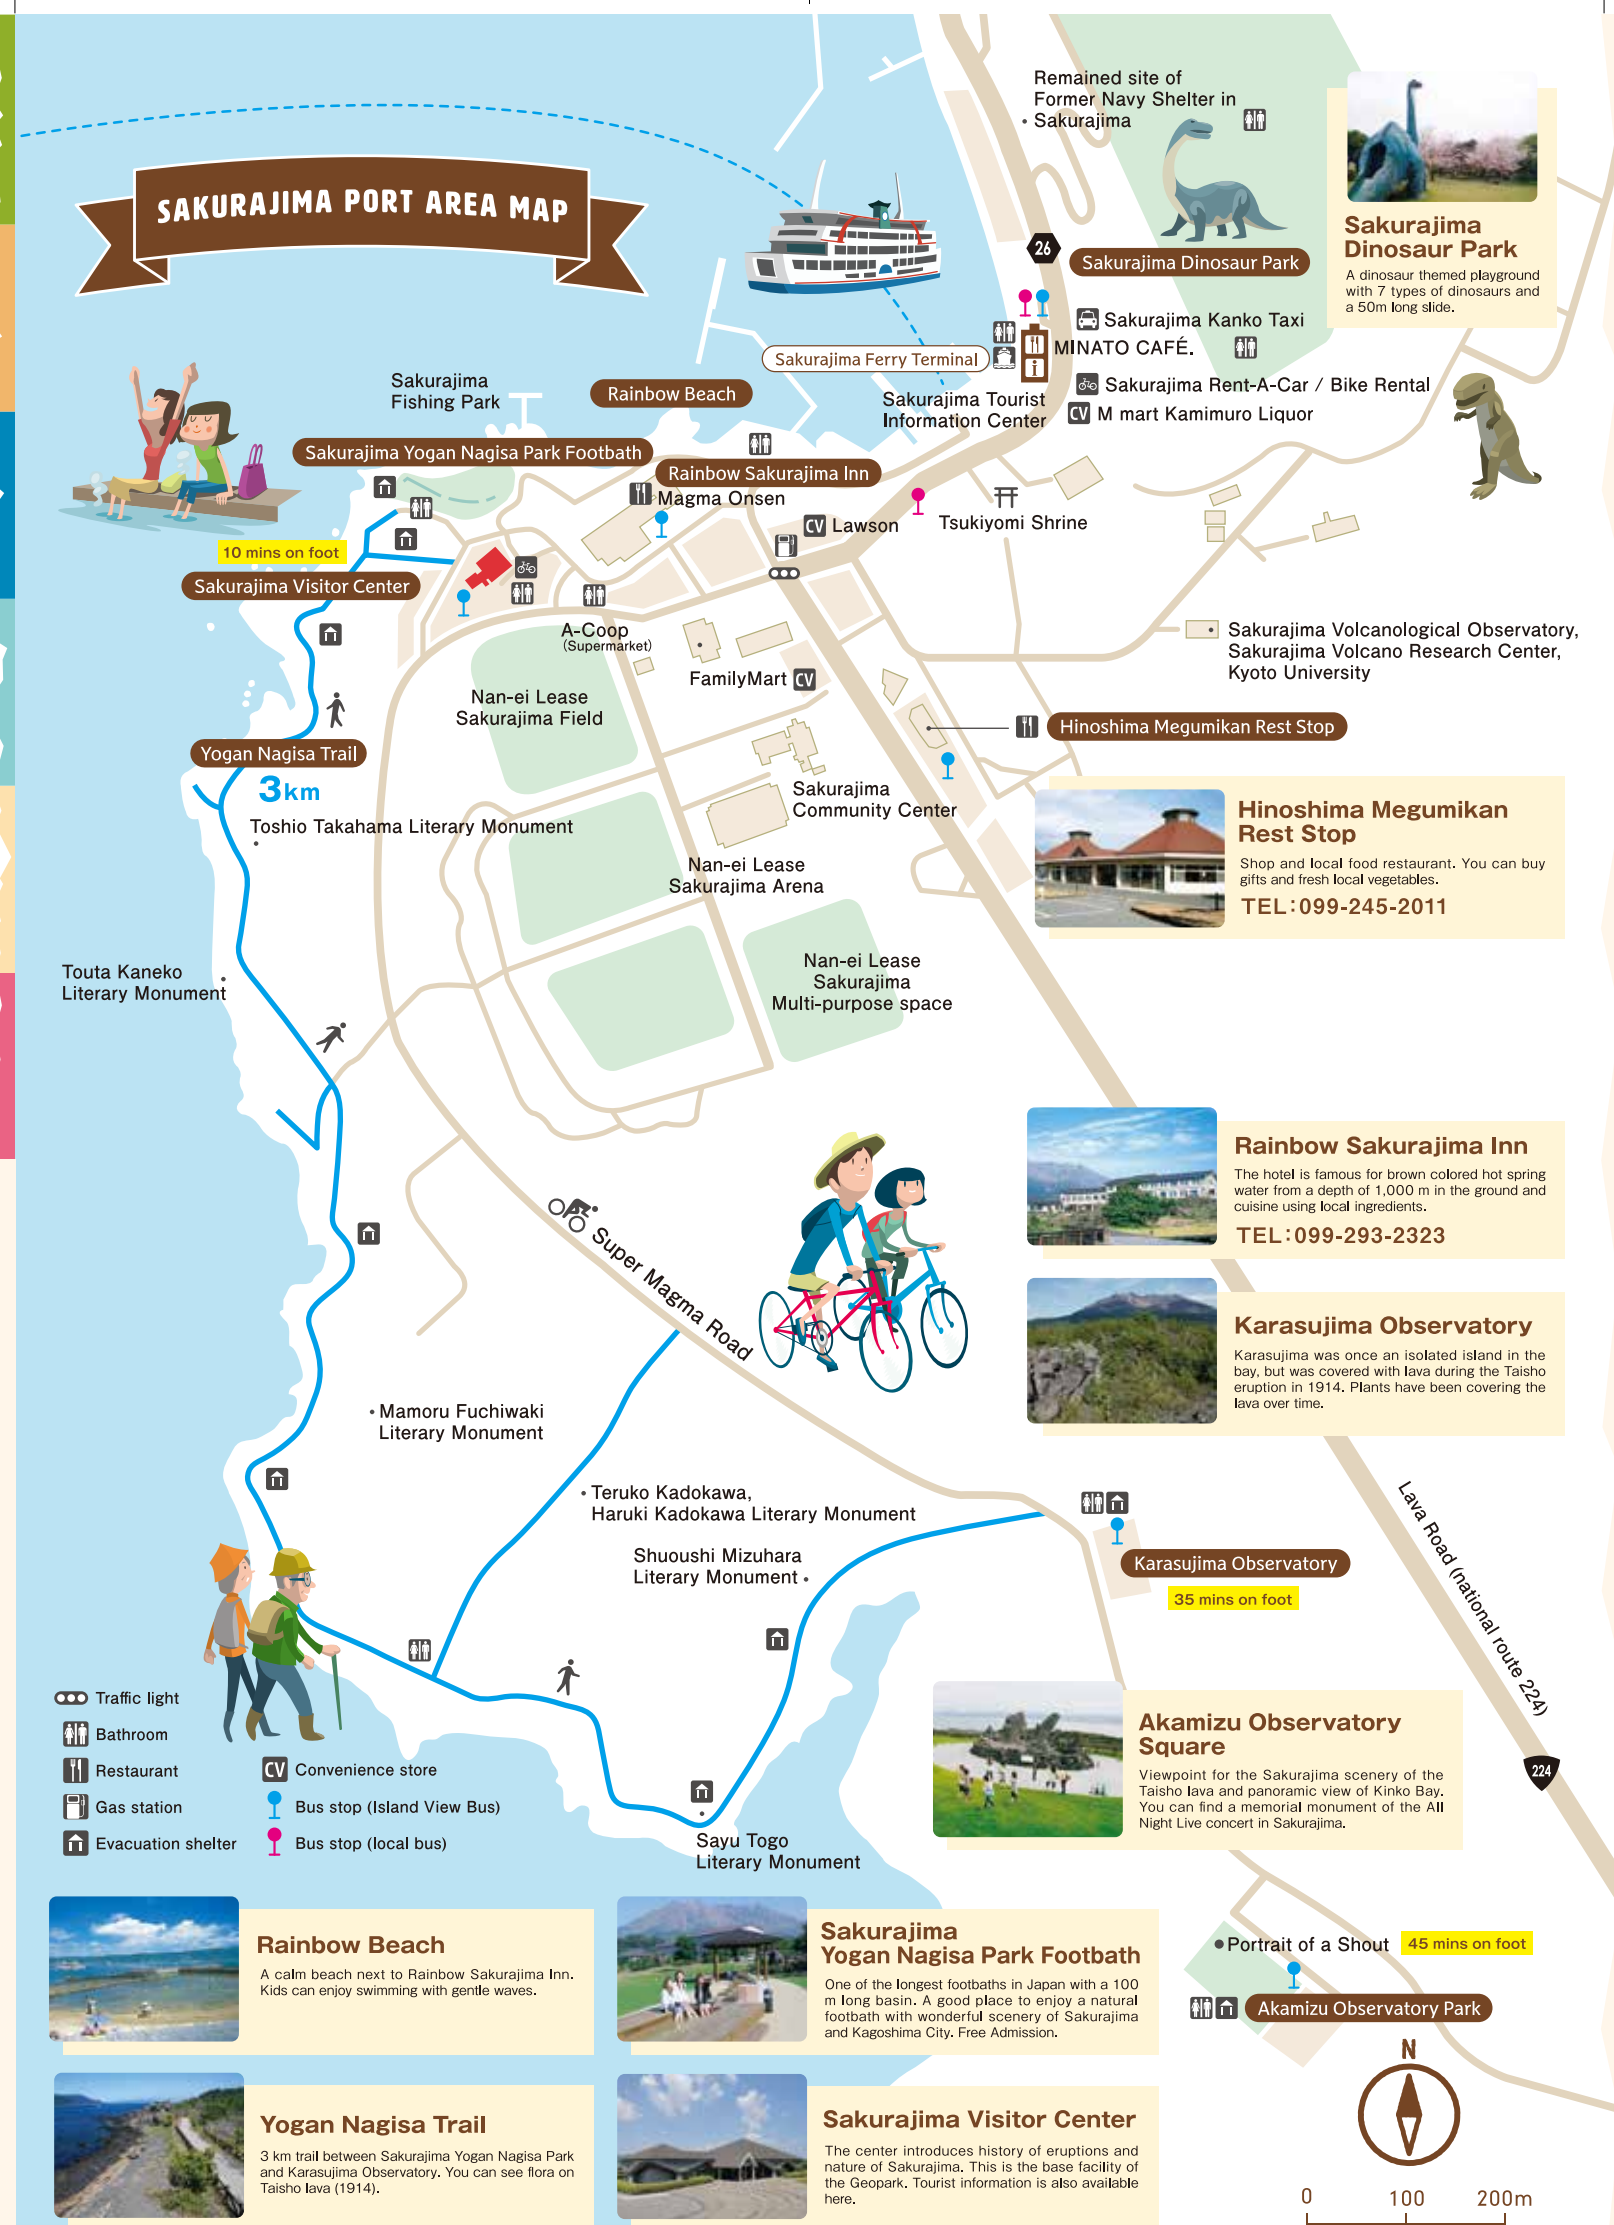 SAKURAJIMA PORT AREA MAP
Remained site of
Former Navy Shelter in
Sakurajima
Sakurajima
Dinosaur Park
A dinosaur themed playground
with 7 types of dinosaurs and
a 50m long slide.
26
Sakurajima Dinosaur Park
Sakurajima Kanko Taxi
MINATO CAFÉ.
Sakurajima Ferry Terminal
Sakurajima Rent-A-Car / Bike Rental
Sakurajima Tourist
Information Center
CV M mart Kamimuro Liquor
Sakurajima
Fishing Park
Rainbow Beach
Sakurajima Yogan Nagisa Park Footbath
Rainbow Sakurajima Inn
Magma Onsen
CV Lawson
Tsukiyomi Shrine
10 mins on foot
Sakurajima Visitor Center
A-Coop
(Supermarket)
Sakurajima Volcanological Observatory,
Sakurajima Volcano Research Center,
Kyoto University
FamilyMart CV
Nan-ei Lease
Sakurajima Field
Hinoshima Megumikan Rest Stop
Yogan Nagisa Trail
3km
Sakurajima
Community Center
Toshio Takahama Literary Monument
Hinoshima Megumikan
Rest Stop
Shop and local food restaurant. You can buy
gifts and fresh local vegetables.
TEL:099-245-2011
Nan-ei Lease
Sakurajima Arena
Touta Kaneko
Literary Monument
Nan-ei Lease
Sakurajima
Multi-purpose space
Rainbow Sakurajima Inn
The hotel is famous for brown colored hot spring
water from a depth of 1,000 m in the ground and
cuisine using local ingredients.
TEL:099-293-2323
Super Magma Road
Karasujima Observatory
Karasujima was once an isolated island in the
bay, but was covered with lava during the Taisho
eruption in 1914. Plants have been covering the
lava over time.
Mamoru Fuchiwaki
Literary Monument
Teruko Kadokawa,
Haruki Kadokawa Literary Monument
Shuoushi Mizuhara
Literary Monument
Karasujima Observatory
35 mins on foot
Lava Road (national route 224)
224
Traffic light
Bathroom
Restaurant
Gas station
Evacuation shelter
CV Convenience store
Bus stop (Island View Bus)
Bus stop (local bus)
Sayu Togo
Literary Monument
Akamizu Observatory
Square
Viewpoint for the Sakurajima scenery of the
Taisho lava and panoramic view of Kinko Bay.
You can find a memorial monument of the All
Night Live concert in Sakurajima.
Rainbow Beach
A calm beach next to Rainbow Sakurajima Inn.
Kids can enjoy swimming with gentle waves.
Sakurajima
Yogan Nagisa Park Footbath
One of the longest footbaths in Japan with a 100
m long basin. A good place to enjoy a natural
footbath with wonderful scenery of Sakurajima
and Kagoshima City. Free Admission.
Portrait of a Shout
45 mins on foot
Akamizu Observatory Park
Yogan Nagisa Trail
3 km trail between Sakurajima Yogan Nagisa Park
and Karasujima Observatory. You can see flora on
Taisho lava (1914).
Sakurajima Visitor Center
The center introduces history of eruptions and
nature of Sakurajima. This is the base facility of
the Geopark. Tourist information is also available
here.
N
0 100 200m